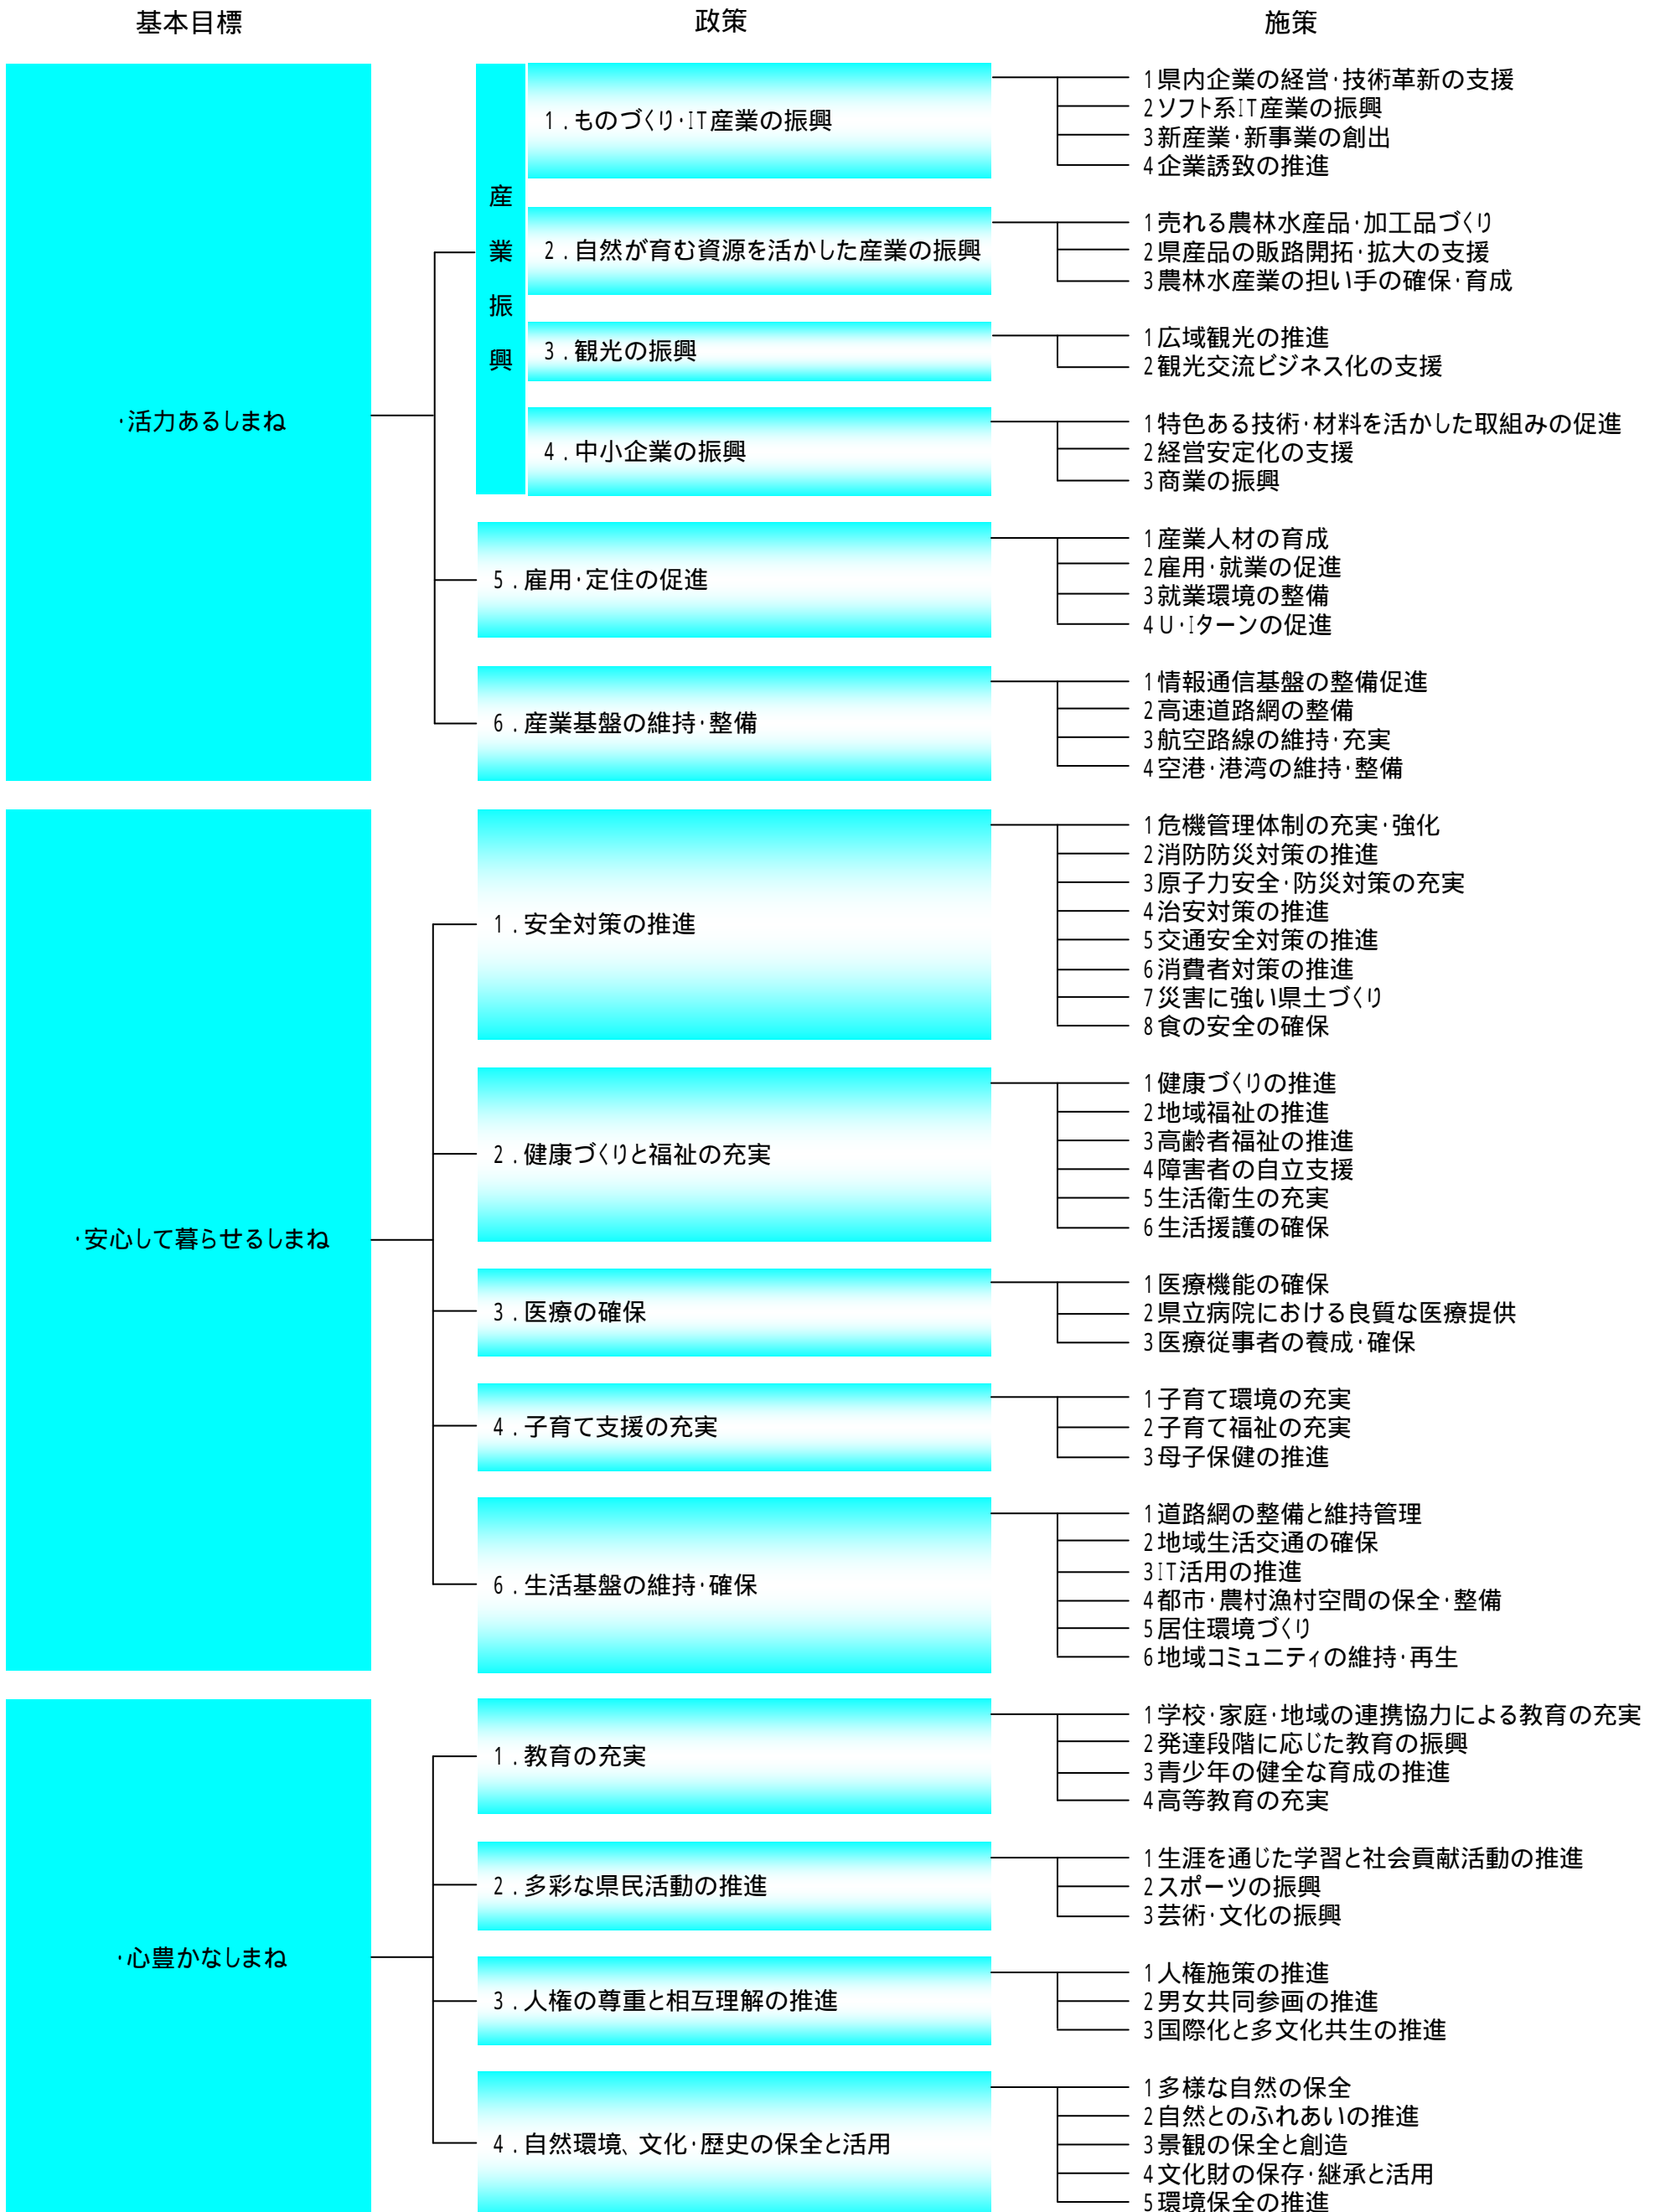 基本目標
政策
施策
・活力あるしまね
産業振興
1．ものづくり・IT産業の振興
1県内企業の経営・技術革新の支援
2ソフト系IT産業の振興
3新産業・新事業の創出
4企業誘致の推進
2．自然が育む資源を活かした産業の振興
1売れる農林水産品・加工品づくり
2県産品の販路開拓・拡大の支援
3農林水産業の担い手の確保・育成
3．観光の振興
1広域観光の推進
2観光交流ビジネス化の支援
4．中小企業の振興
1特色ある技術・材料を活かした取組みの促進
2経営安定化の支援
3商業の振興
5．雇用・定住の促進
1産業人材の育成
2雇用・就業の促進
3就業環境の整備
4U・Iターンの促進
6．産業基盤の維持・整備
1情報通信基盤の整備促進
2高速道路網の整備
3航空路線の維持・充実
4空港・港湾の維持・整備
・安心して暮らせるしまね
1．安全対策の推進
1危機管理体制の充実・強化
2消防防災対策の推進
3原子力安全・防災対策の充実
4治安対策の推進
5交通安全対策の推進
6消費者対策の推進
7災害に強い県土づくり
8食の安全の確保
2．健康づくりと福祉の充実
1健康づくりの推進
2地域福祉の推進
3高齢者福祉の推進
4障害者の自立支援
5生活衛生の充実
6生活援護の確保
3．医療の確保
1医療機能の確保
2県立病院における良質な医療提供
3医療従事者の養成・確保
4．子育て支援の充実
1子育て環境の充実
2子育て福祉の充実
3母子保健の推進
6．生活基盤の維持・確保
1道路網の整備と維持管理
2地域生活交通の確保
3IT活用の推進
4都市・農村漁村空間の保全・整備
5居住環境づくり
6地域コミュニティの維持・再生
・心豊かなしまね
1．教育の充実
1学校・家庭・地域の連携協力による教育の充実
2発達段階に応じた教育の振興
3青少年の健全な育成の推進
4高等教育の充実
2．多彩な県民活動の推進
1生涯を通じた学習と社会貢献活動の推進
2スポーツの振興
3芸術・文化の振興
3．人権の尊重と相互理解の推進
1人権施策の推進
2男女共同参画の推進
3国際化と多文化共生の推進
4．自然環境、文化・歴史の保全と活用
1多様な自然の保全
2自然とのふれあいの推進
3景観の保全と創造
4文化財の保存・継承と活用
5環境保全の推進